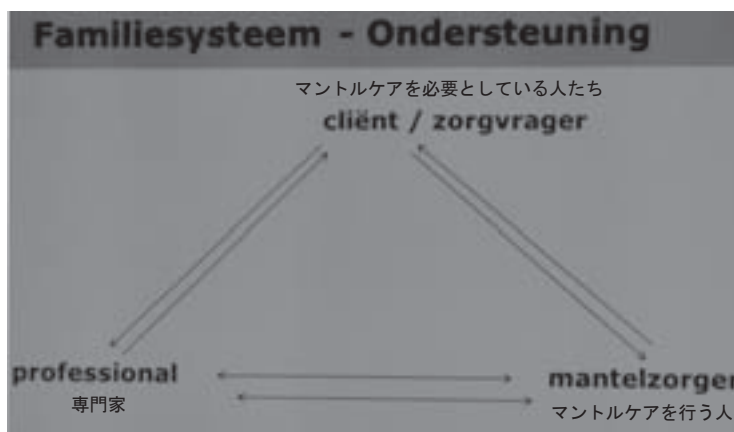 Familiesysteem - Ondersteuning
マントルケアを必要としている人たち
cliënt / zorgvrager
professional
専門家
mantelzorger
マントルケアを行う人